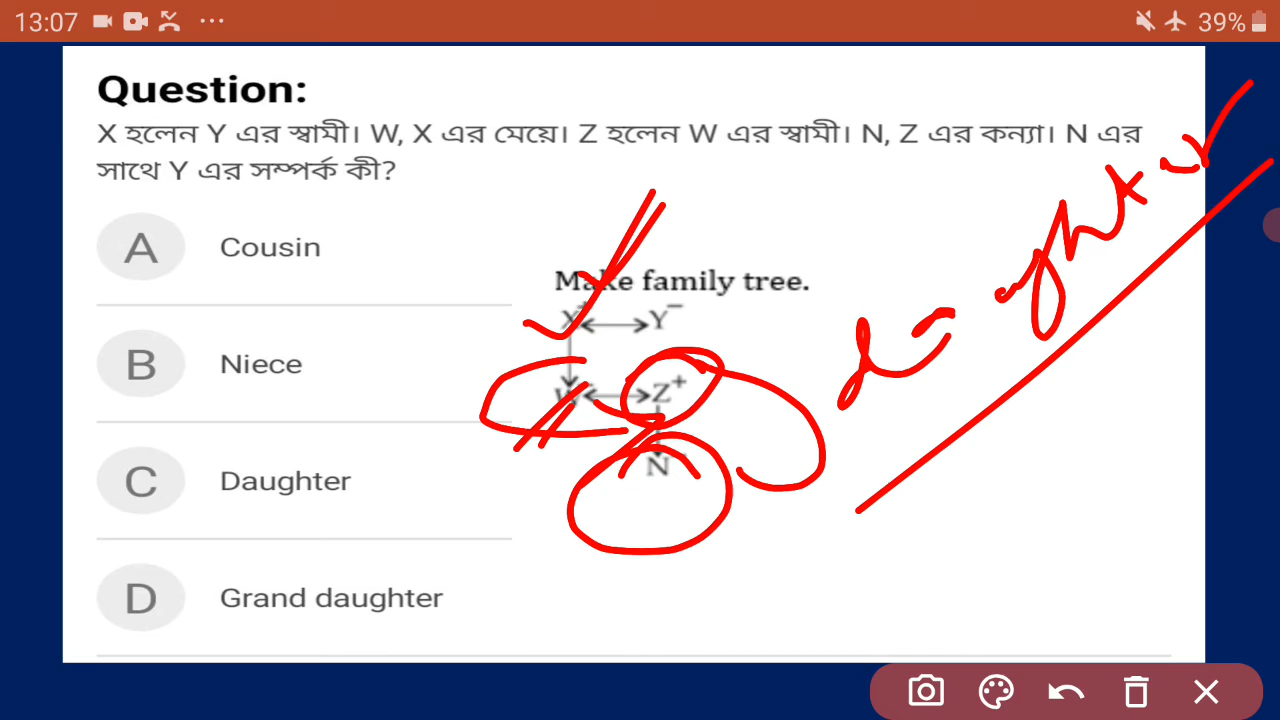 13:07
39%
Question:
X হলেন Y এর স্বামী। W, X এর মেয়ে। Z হলেন W এর স্বামী। N, Z এর কন্যা। N এর
সাথে Y এর সম্পর্ক কী?
A Cousin
B Niece
C Daughter
D Grand daughter
Make family tree.
X+ Y−
W Z+
N